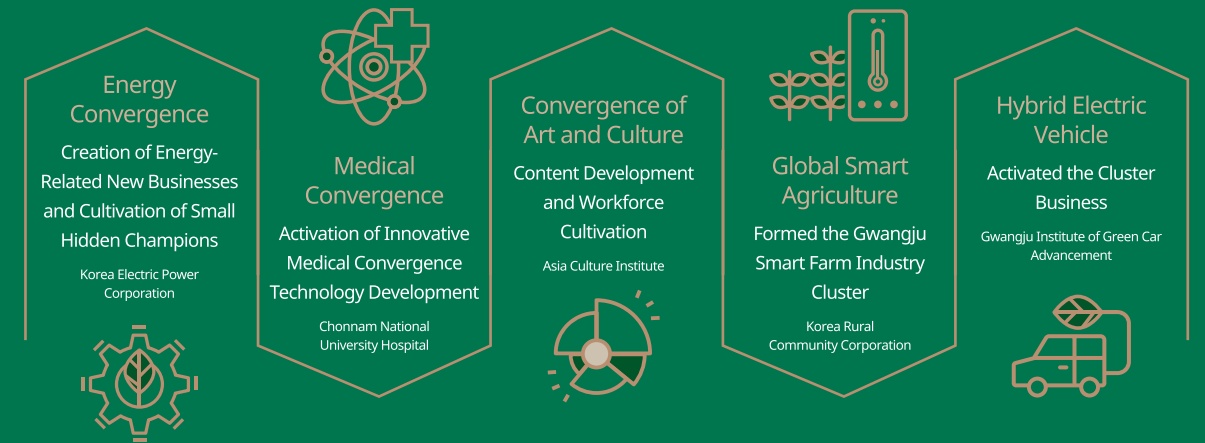 Energy
Convergence
Creation of Energy-
Related New Businesses
and Cultivation of Small
Hidden Champions
Korea Electric Power
Corporation
Medical
Convergence
Activation of Innovative
Medical Convergence
Technology Development
Chonnam National
University Hospital
Convergence of
Art and Culture
Content Development
and Workforce
Cultivation
Asia Culture Institute
Global Smart
Agriculture
Formed the Gwangju
Smart Farm Industry
Cluster
Korea Rural
Community Corporation
Hybrid Electric
Vehicle
Activated the Cluster
Business
Gwangju Institute of Green Car
Advancement